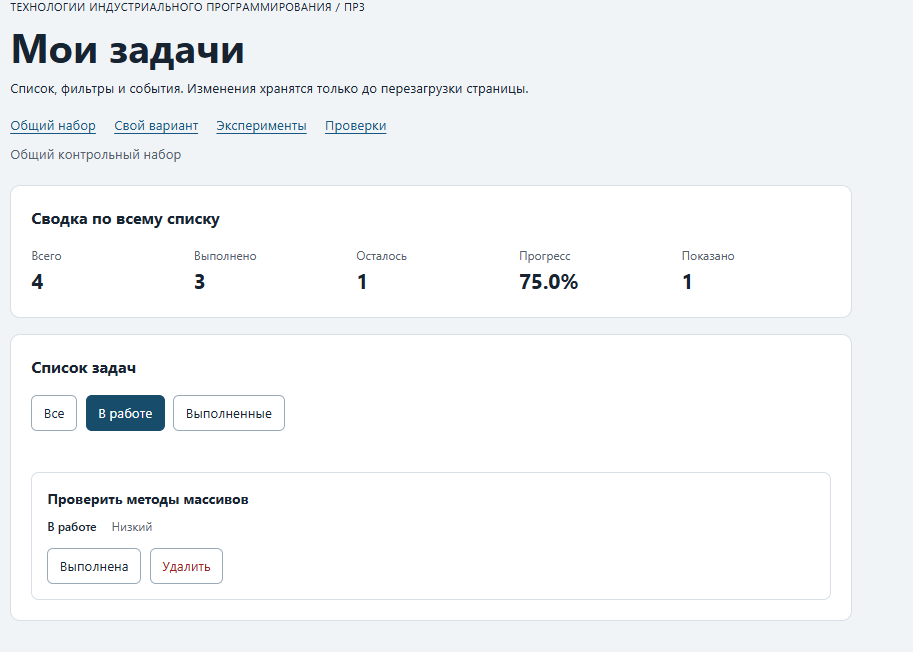 ТЕХНОЛОГИИ ИНДУСТРИАЛЬНОГО ПРОГРАММИРОВАНИЯ / ПР3
Мои задачи
Список, фильтры и события. Изменения хранятся только до перезагрузки страницы.
Общий набор Свой вариант Эксперименты Проверки
Общий контрольный набор
Сводка по всему списку
Всего Выполнено Осталось Прогресс Показано
4 3 1 75.0% 1
Список задач
Все В работе Выполненные
Проверить методы массивов
В работе Низкий
Выполнена Удалить